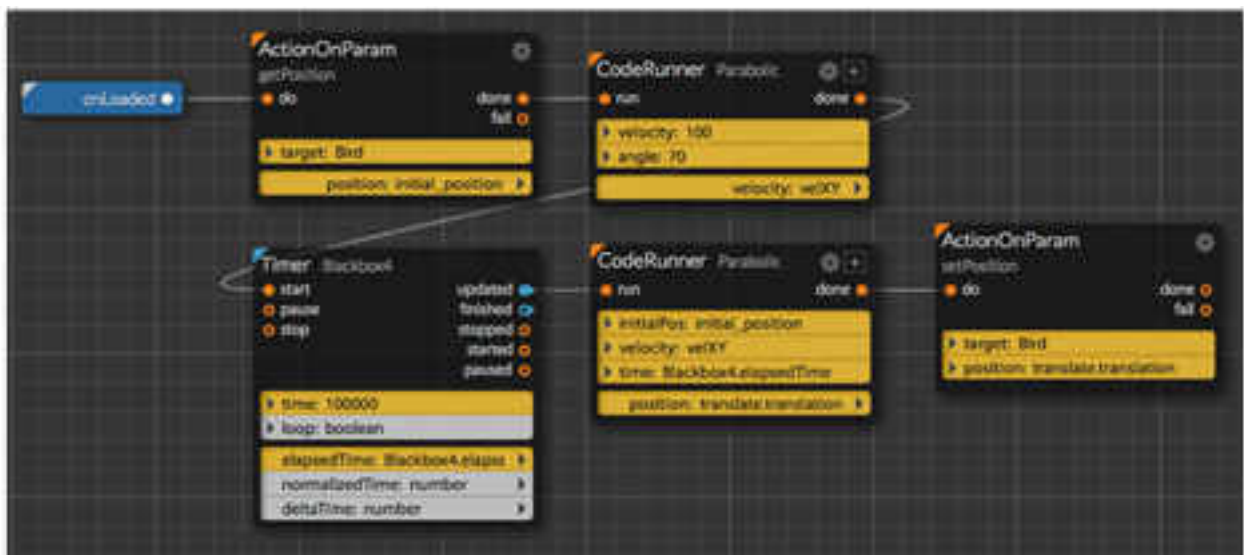 onLoaded
ActionOnParam
getPosition
do done
fail
target: Bird
position: initial_position
CodeRunner Parabolic
run done
velocity: 100
angle: 70
velocity: velXY
Timer Blackbox4
start updated
pause finished
stop stopped
started
paused
time: 100000
loop: boolean
elapsedTime: Blackbox4.elapse
normalizedTime: number
deltaTime: number
CodeRunner Parabolic
run done
initialPos: initial_position
velocity: velXY
time: Blackbox4.elapsedTime
position: translate.translation
ActionOnParam
setPosition
do done
fail
target: Bird
position: translate.translation